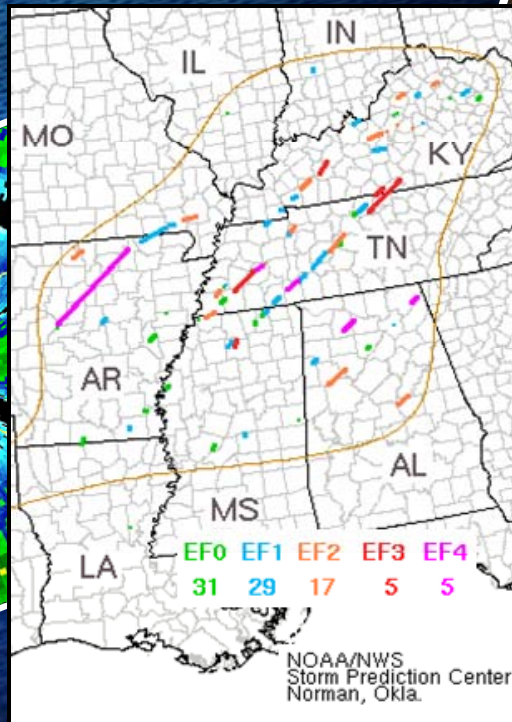 IN
IL
MO
KY
TN
AR
AL
MS
EF0 EF1 EF2 EF3 EF4
31 29 17 5 5
LA
NOAA/NWS
Storm Prediction Center
Norman, Okla.